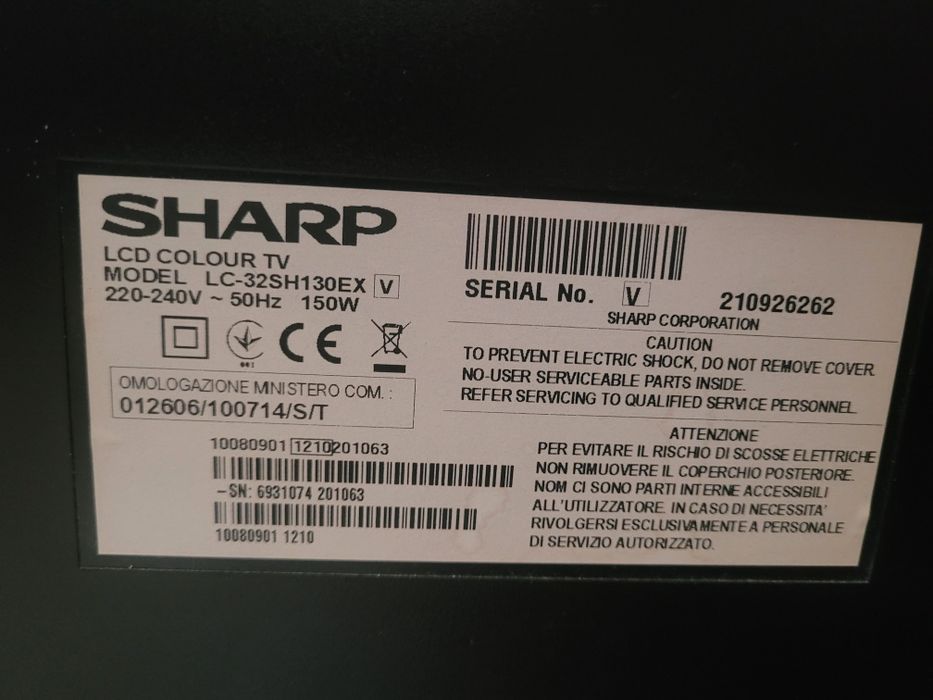 SHARP
LCD COLOUR TV
MODEL LC-32SH130EX V
220-240V ~ 50Hz 150W
CE
OMOLOGAZIONE MINISTERO COM.:
012606/100714/S/T
10080901 1210201063
-SN: 6931074 201063
10080901 1210
SERIAL No. V 210926262
SHARP CORPORATION
CAUTION
TO PREVENT ELECTRIC SHOCK, DO NOT REMOVE COVER.
NO-USER SERVICEABLE PARTS INSIDE.
REFER SERVICING TO QUALIFIED SERVICE PERSONNEL.
ATTENZIONE
PER EVITARE IL RISCHIO DI SCOSSE ELETTRICHE
NON RIMUOVERE IL COPERCHIO POSTERIORE.
NOM CI SONO PARTI INTERNE ACCESSIBILI
ALL'UTILIZZATORE. IN CASO DI NECESSITA'
RIVOLGERSI ESCLUSIVAMENTE A PERSONALE
DI SERVIZIO AUTORIZZATO.